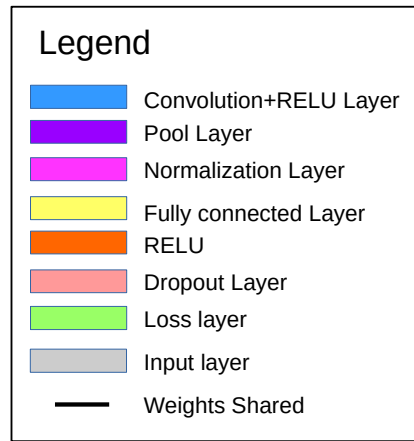 Legend
Convolution+RELU Layer
Pool Layer
Normalization Layer
Fully connected Layer
RELU
Dropout Layer
Loss layer
Input layer
Weights Shared